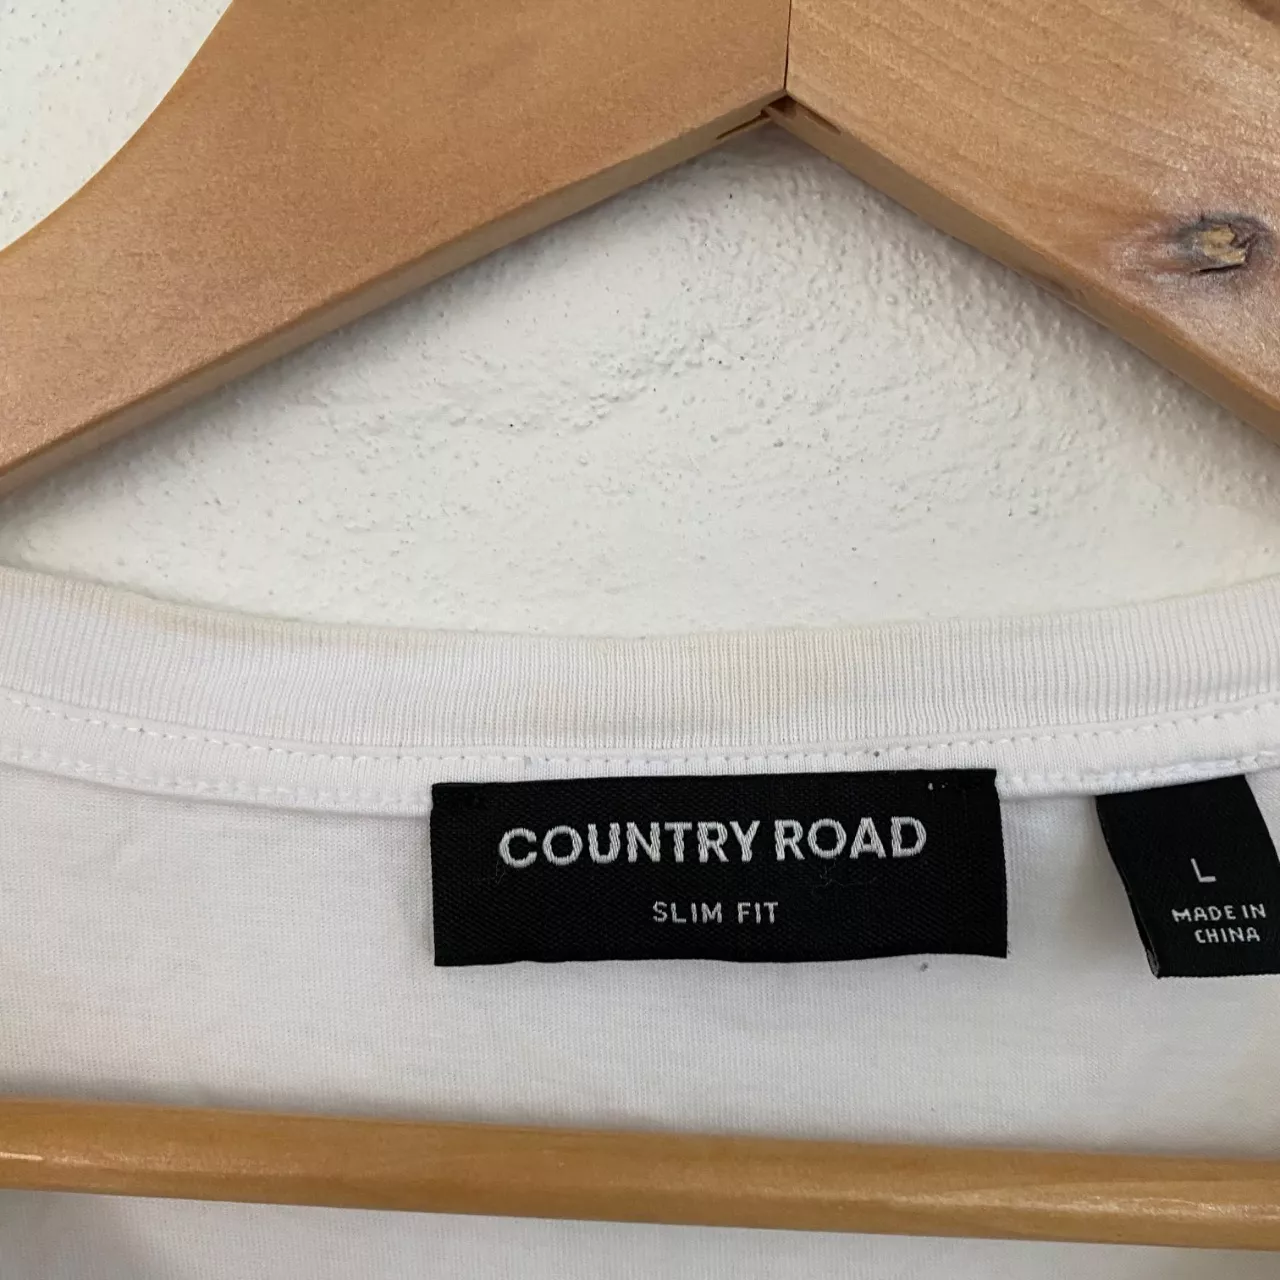 COUNTRY ROAD
SLIM FIT
L
MADE IN
CHINA